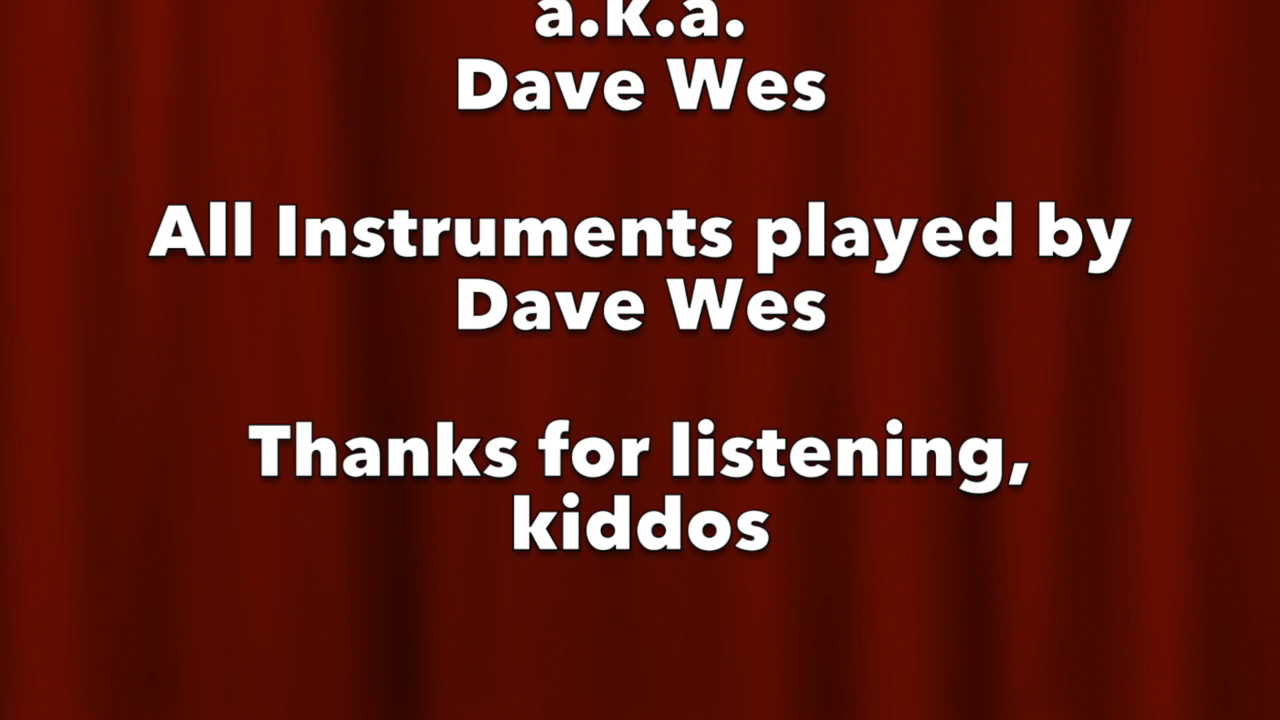 a.k.a.
Dave Wes
All Instruments played by
Dave Wes
Thanks for listening,
kiddos